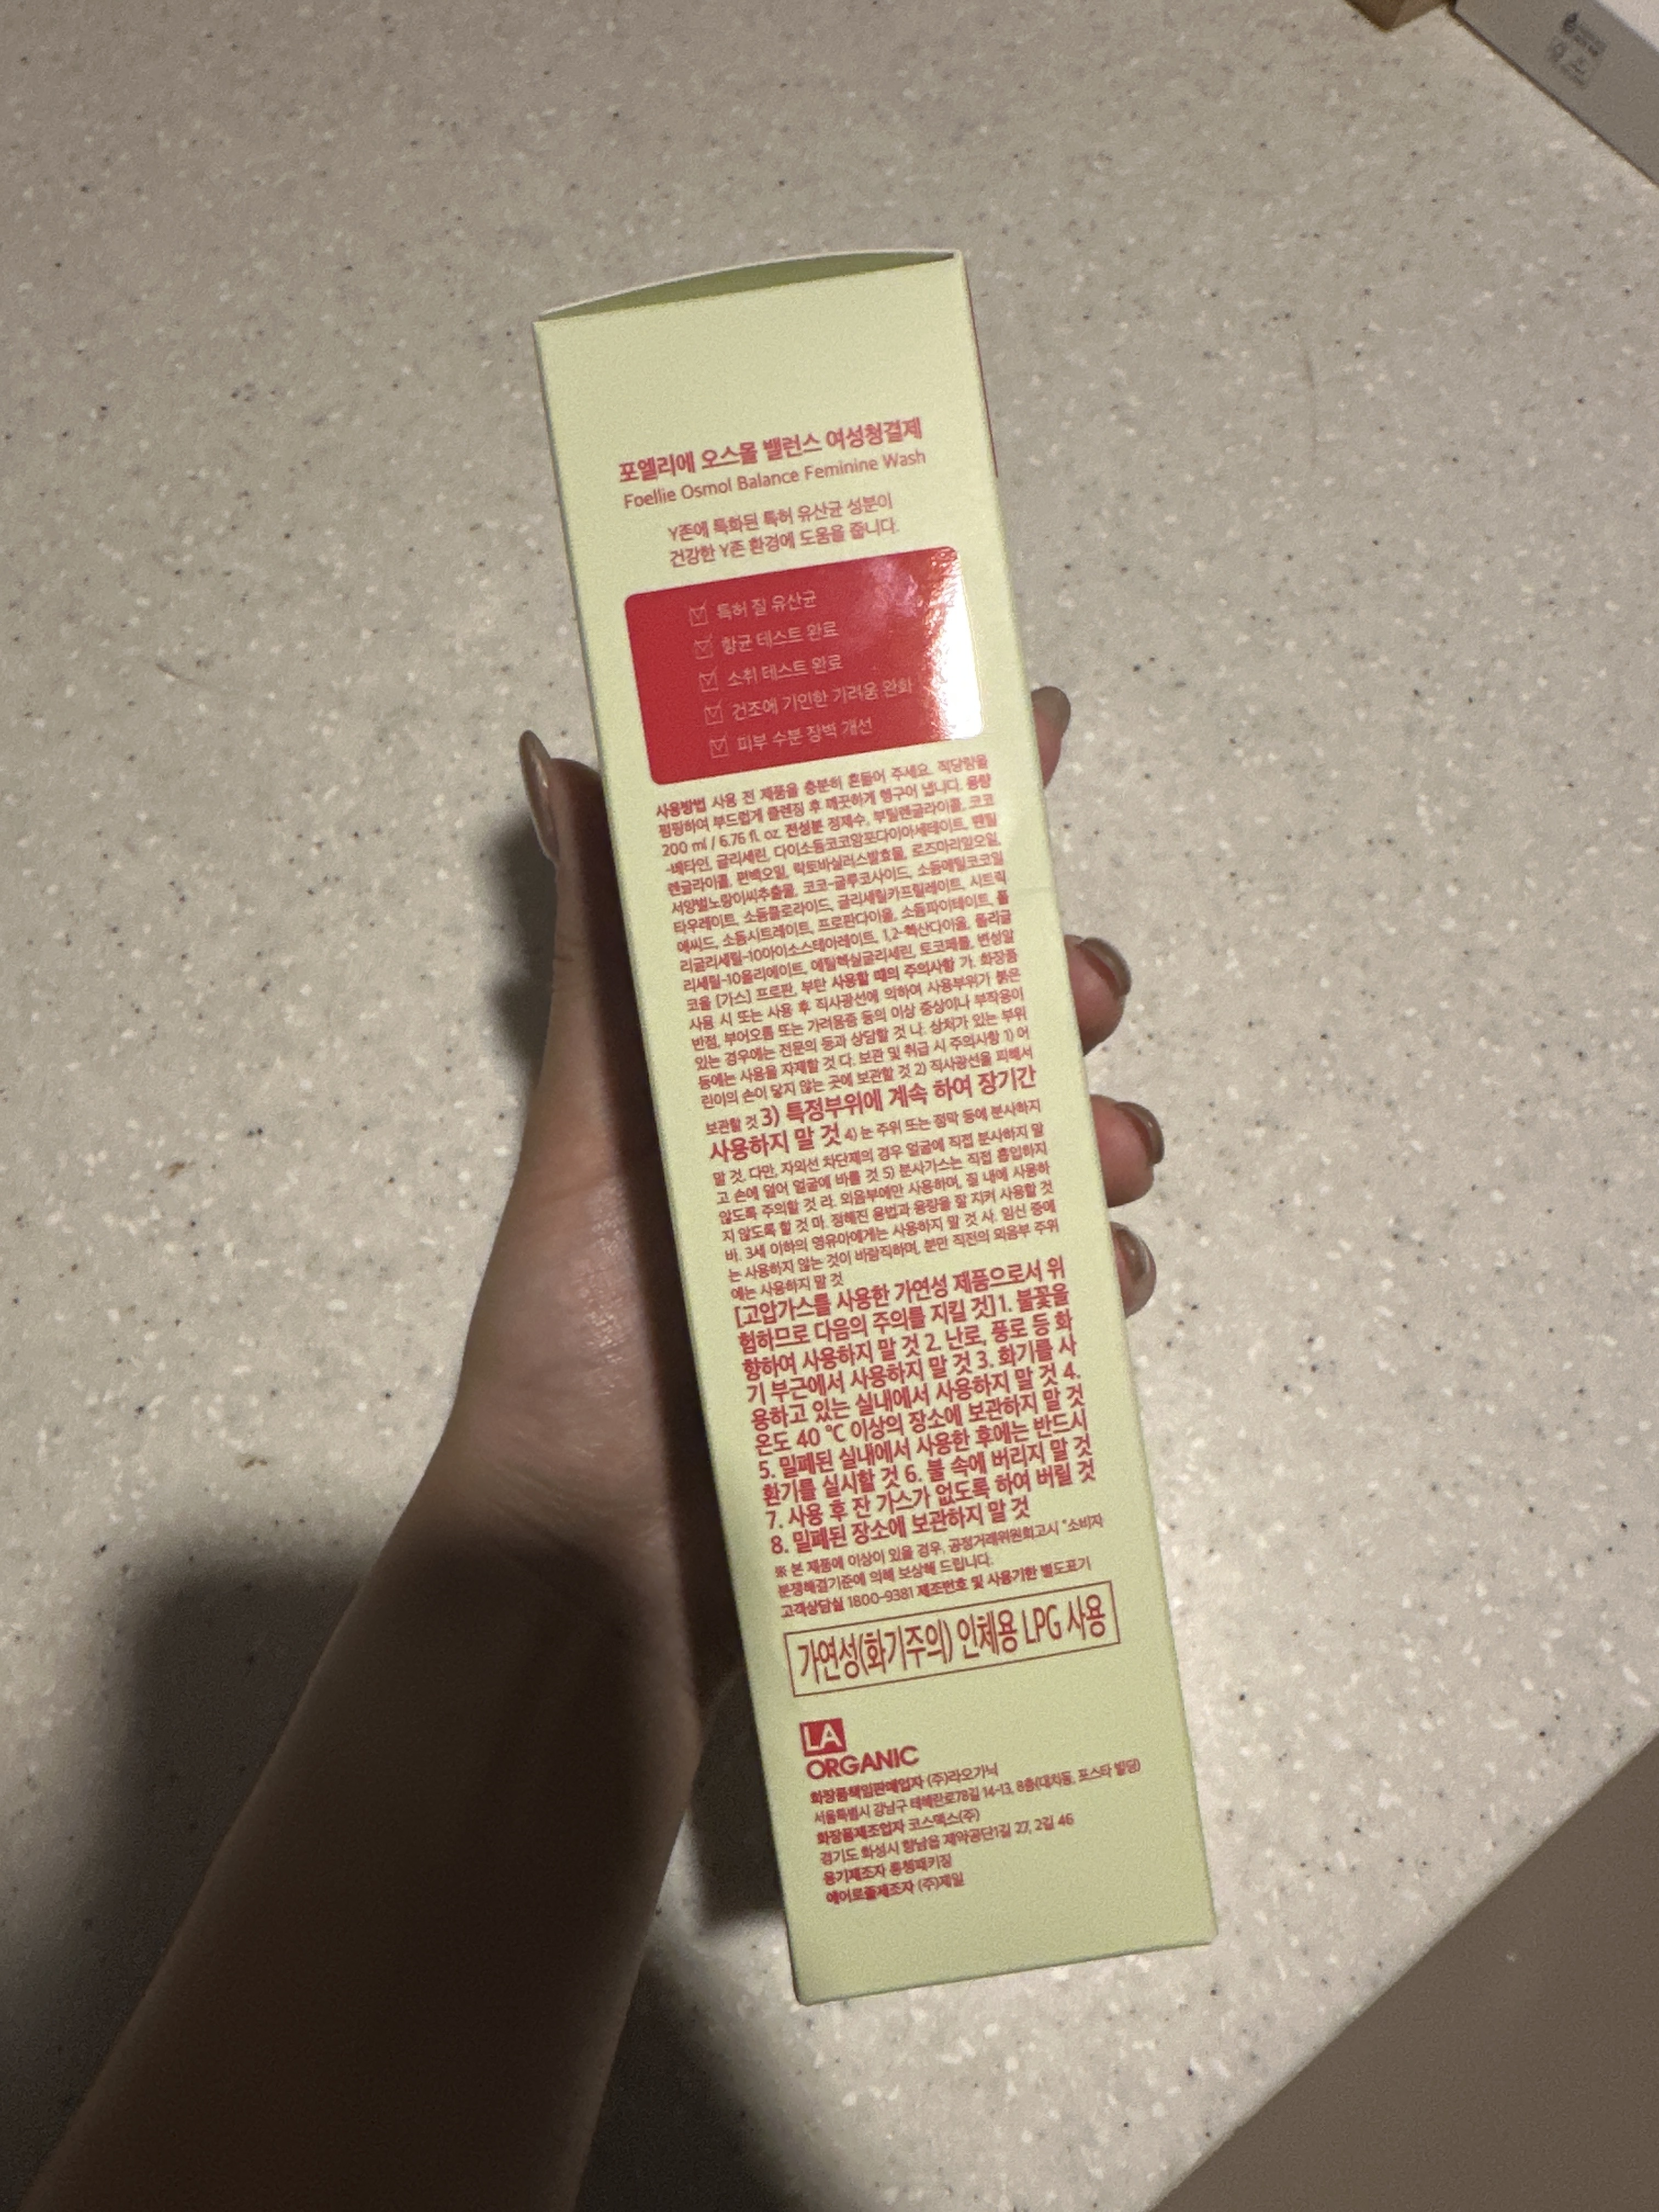 포엘리에 오스몰 밸런스 여성청결제
Foellie Osmol Balance Feminine Wash
Y존에 특화된 특허 유산균 성분이
건강한 Y존 환경에 도움을 줍니다.
특허 질 유산균
항균 테스트 완료
소취 테스트 완료
건조에 기인한 가려움 완화
피부 수분 장벽 개선
사용방법 사용 전 제품을 충분히 흔들어 주세요. 적당량을
펌핑하여 부드럽게 클렌징 후 깨끗하게 헹구어 냅니다. 용량
200 ml / 6.76 fl. oz. 전성분 정제수, 부틸렌글라이콜, 코코
-베타인, 글리세린, 다이소듐코코암포다이아세테이트, 펜틸
렌글라이콜, 편백오일, 락토바실러스발효물, 로즈마리잎오일,
서양벌노랑이씨추출물, 코코-글루코사이드, 소듐메틸코코일
타우레이트, 소듐클로라이드, 글리세릴카프릴레이트, 시트릭
애씨드, 소듐시트레이트, 프로판다이올, 소듐파이테이트, 폴
리글리세릴-10아이소스테아레이트, 1,2-헥산다이올, 폴리글
리세릴-10올리에이트, 에틸헥실글리세린, 토코페롤, 변성알
코올 [가스] 프로판, 부탄 사용할 때의 주의사항 가. 화장품
사용 시 또는 사용 후 직사광선에 의하여 사용부위가 붉은
반점, 부어오름 또는 가려움증 등의 이상 증상이나 부작용이
있는 경우에는 전문의 등과 상담할 것 나. 상처가 있는 부위
등에는 사용을 자제할 것 다. 보관 및 취급 시 주의사항 1) 어
린이의 손이 닿지 않는 곳에 보관할 것 2) 직사광선을 피해서
보관할 것 3) 특정부위에 계속 하여 장기간
사용하지 말 것 4) 눈 주위 또는 점막 등에 분사하지
말 것. 다만, 자외선 차단제의 경우 얼굴에 직접 분사하지 말
고 손에 덜어 얼굴에 바를 것 5) 분사가스는 직접 흡입하지
않도록 주의할 것 라. 외음부에만 사용하며, 질 내에 사용하
지 않도록 할 것 마. 정해진 용법과 용량을 잘 지켜 사용할 것
바. 3세 이하의 영유아에게는 사용하지 말 것 사. 임신 중에
는 사용하지 않는 것이 바람직하며, 분만 직전의 외음부 주위
에는 사용하지 말 것
[고압가스를 사용한 가연성 제품으로서 위
험하므로 다음의 주의를 지킬 것] 1. 불꽃을
향하여 사용하지 말 것 2. 난로, 풍로 등 화
기 부근에서 사용하지 말 것 3. 화기를 사
용하고 있는 실내에서 사용하지 말 것 4.
온도 40 ℃ 이상의 장소에 보관하지 말 것
5. 밀폐된 실내에서 사용한 후에는 반드시
환기를 실시할 것 6. 불 속에 버리지 말 것
7. 사용 후 잔 가스가 없도록 하여 버릴 것
8. 밀폐된 장소에 보관하지 말 것
※ 본 제품에 이상이 있을 경우, 공정거래위원회고시 "소비자
분쟁해결기준에 의해 보상해 드립니다.
고객상담실 1800-9381 제조번호 및 사용기한 별도표기
가연성(화기주의) 인체용 LPG 사용
LA
ORGANIC
화장품책임판매업자 (주)라오가닉
서울특별시 강남구 테헤란로78길 14-13, 8층(대치동, 포스타 빌딩)
화장품제조업자 코스맥스(주)
경기도 화성시 향남읍 제약공단1길 27, 2길 46
용기제조자 패키징
에어로졸제조자 (주)제일